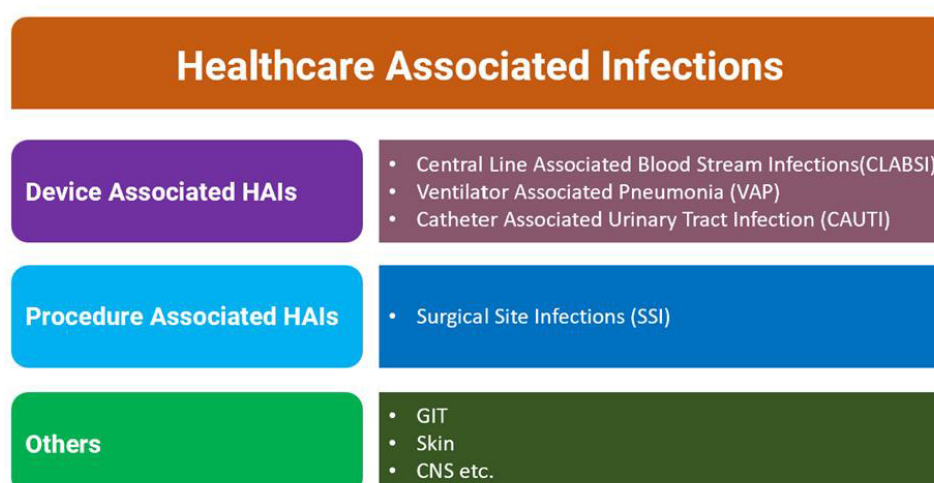 Healthcare Associated Infections
Device Associated HAIs
• Central Line Associated Blood Stream Infections(CLABSI)
• Ventilator Associated Pneumonia (VAP)
• Catheter Associated Urinary Tract Infection (CAUTI)
Procedure Associated HAIs
• Surgical Site Infections (SSI)
Others
• GIT
• Skin
• CNS etc.